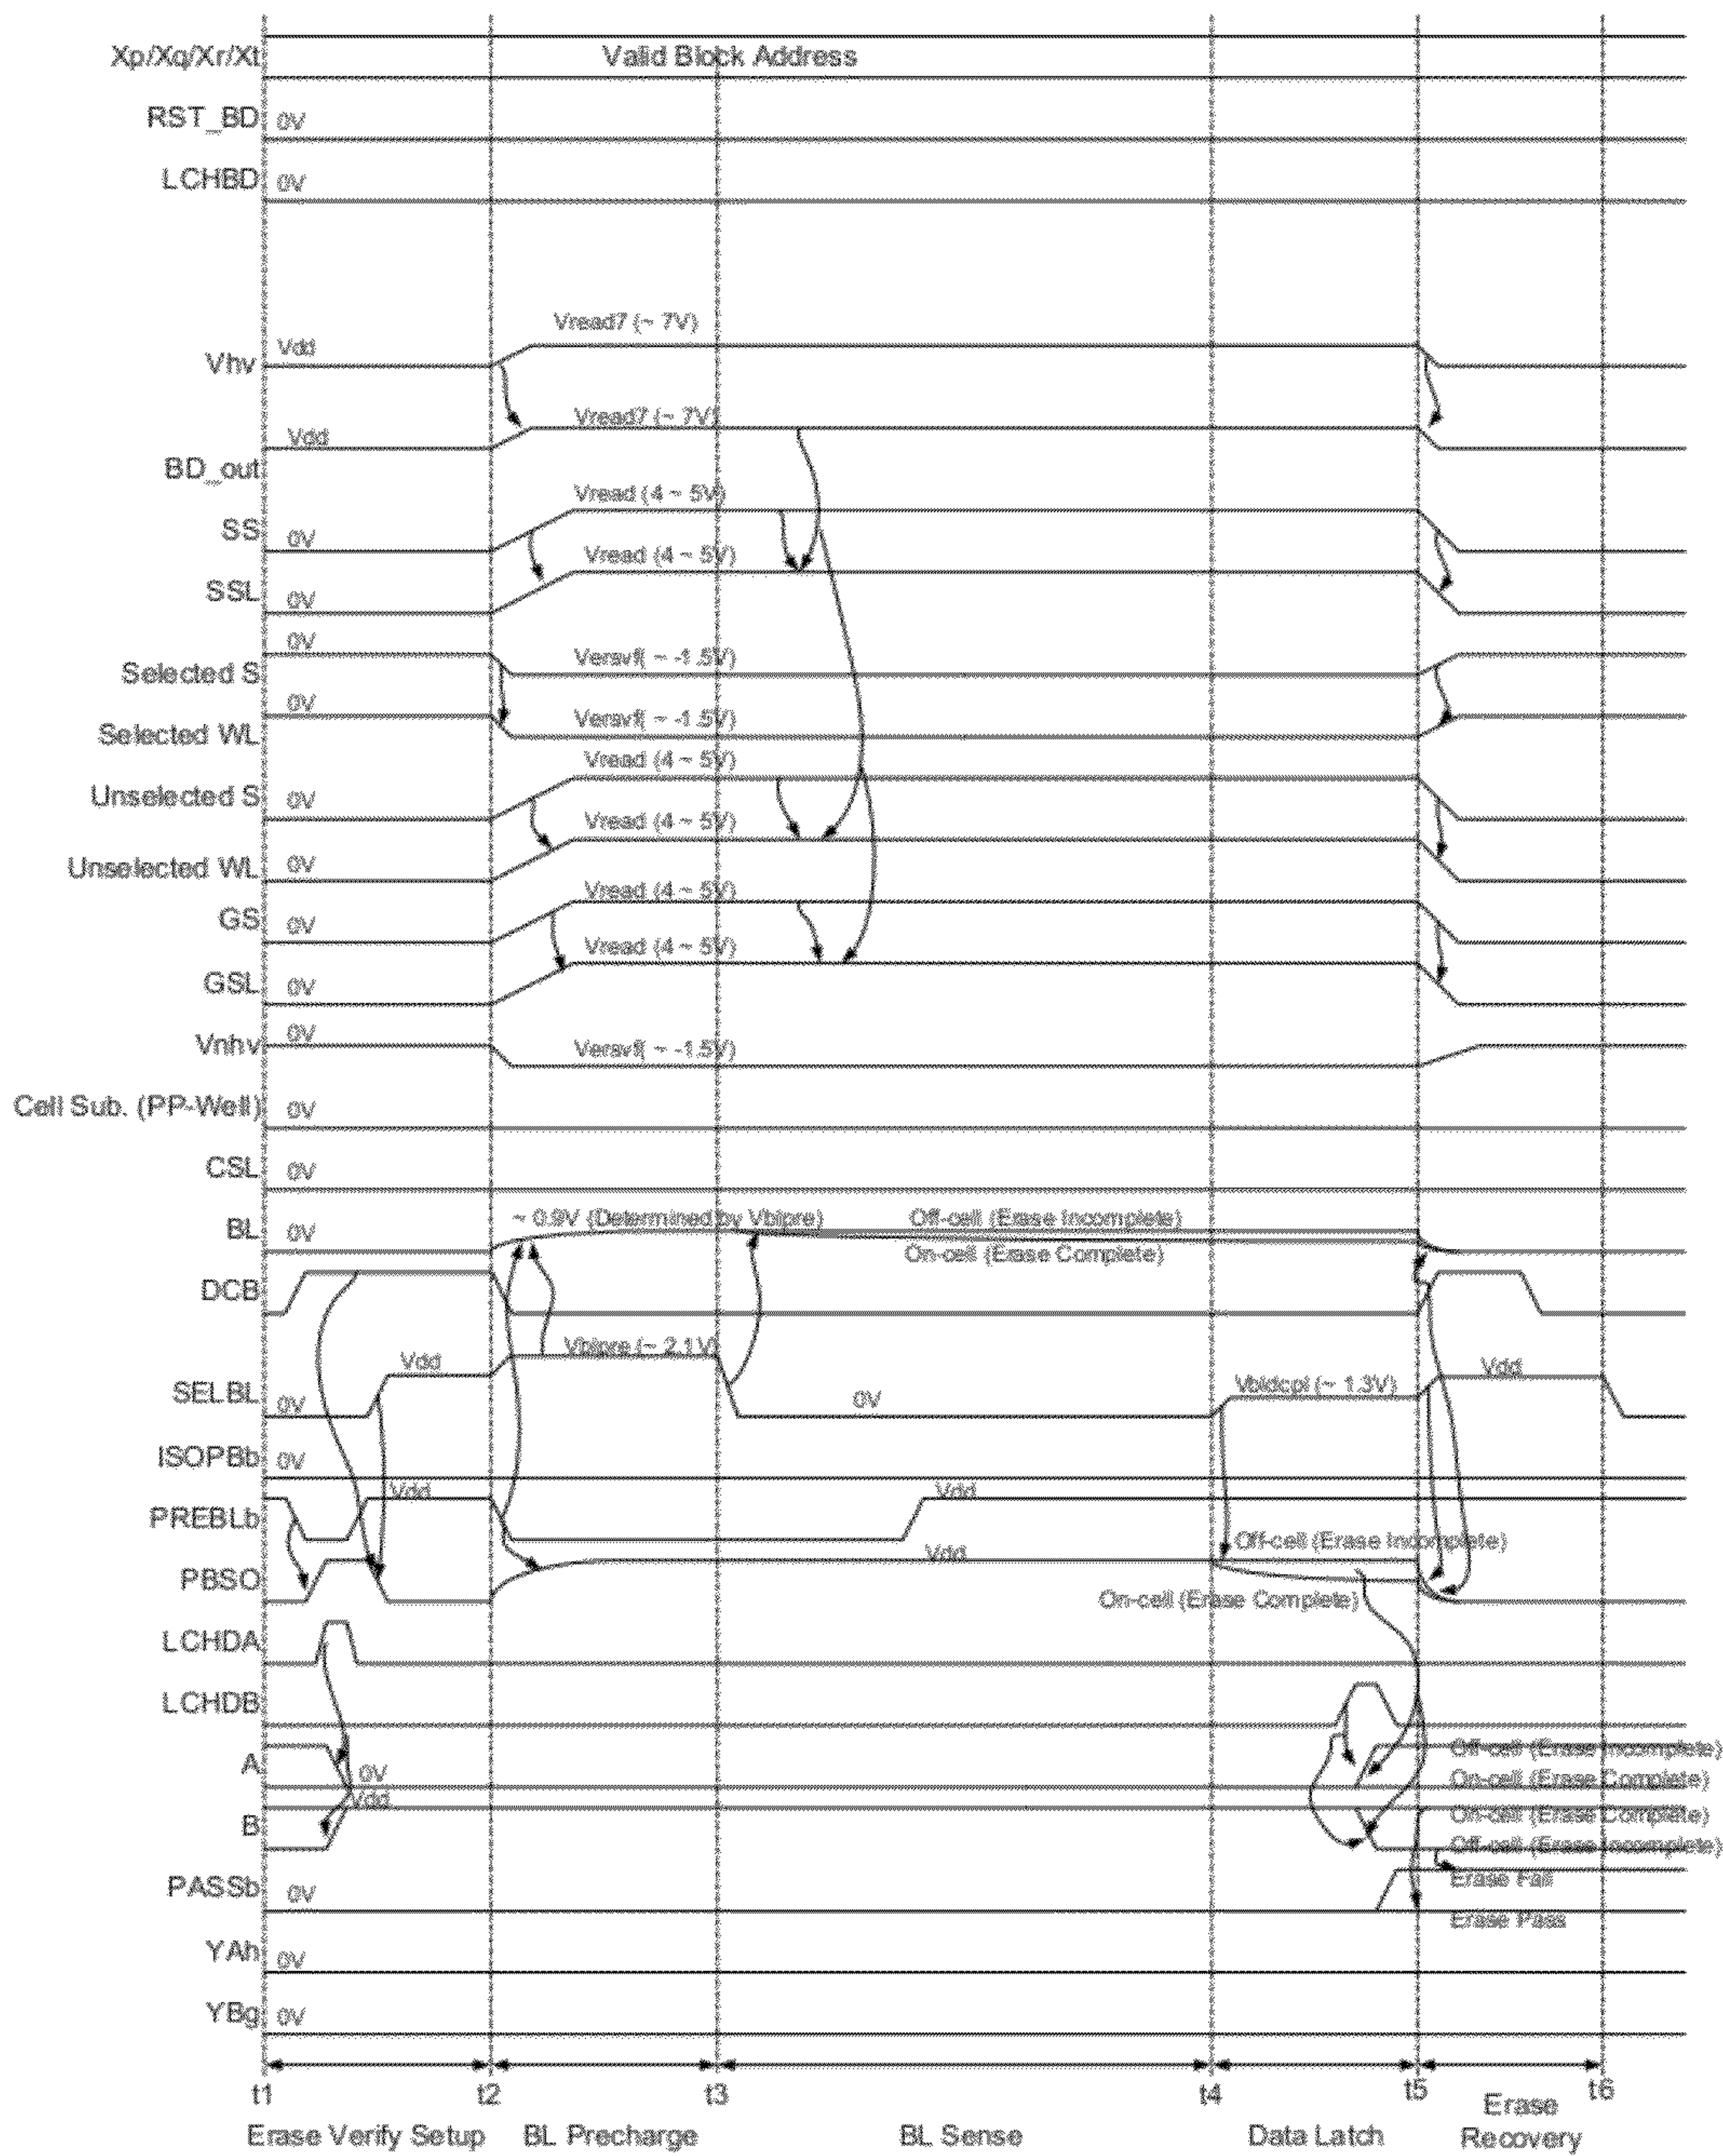 Xp/Xq/Xr/Xt Valid Block Address
RST_BD 0V
LCHBD 0V
Vread7 (~ 7V)
Vhv Vdd
Vread7 (~ 7V)
Vdd
BD_out
Vread (4 ~ 5V)
SS 0V
Vread (4 ~ 5V)
SSL 0V
0V
Selected S Veravf( ~ -1.5V)
0V
Selected WL Veravf( ~ -1.5V)
Vread (4 ~ 5V)
Unselected S 0V
Vread (4 ~ 5V)
Unselected WL 0V
Vread (4 ~ 5V)
GS 0V
Vread (4 ~ 5V)
GSL 0V
Vnhv 0V
Veravf( ~ -1.5V)
Cell Sub. (PP-Well) 0V
CSL 0V
BL 0V ~ 0.9V (Determined by Vblpre) Off-cell (Erase Incomplete)
On-cell (Erase Complete)
DCB
Vblpre (~ 2.1V)
Vdd Vdd
SELBL 0V 0V Vbldcpl (~ 1.3V)
ISOPBb 0V
PREBLb Vdd Vdd
Off-cell (Erase Incomplete)
PBSO Vdd
On-cell (Erase Complete)
LCHDA
LCHDB
Off-cell (Erase Incomplete)
A 0V On-cell (Erase Complete)
Vdd
B On-cell (Erase Complete)
Off-cell (Erase Incomplete)
PASSb 0V Erase Fail
Erase Pass
YAh 0V
YBg 0V
t1 t2 t3 t4 t5 t6
Erase Verify Setup BL Precharge BL Sense Data Latch Erase
Recovery